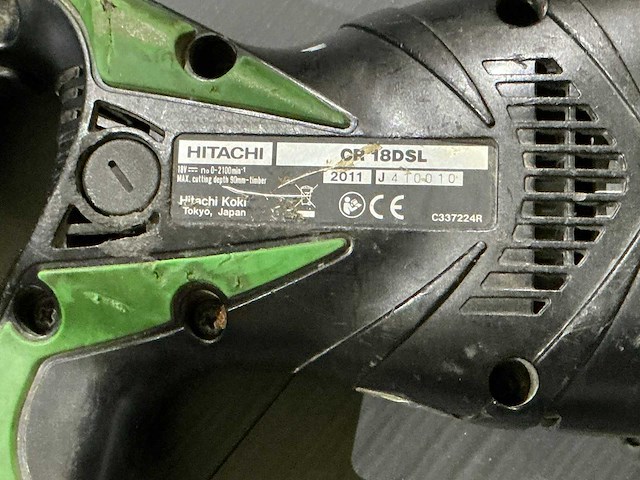 HITACHI CR 18DSL
18V ⎓ no 0-2100min⁻¹
MAX. cutting depth 90mm-timber
2011 J410010
Hitachi Koki
Tokyo, Japan
CE
C337224R